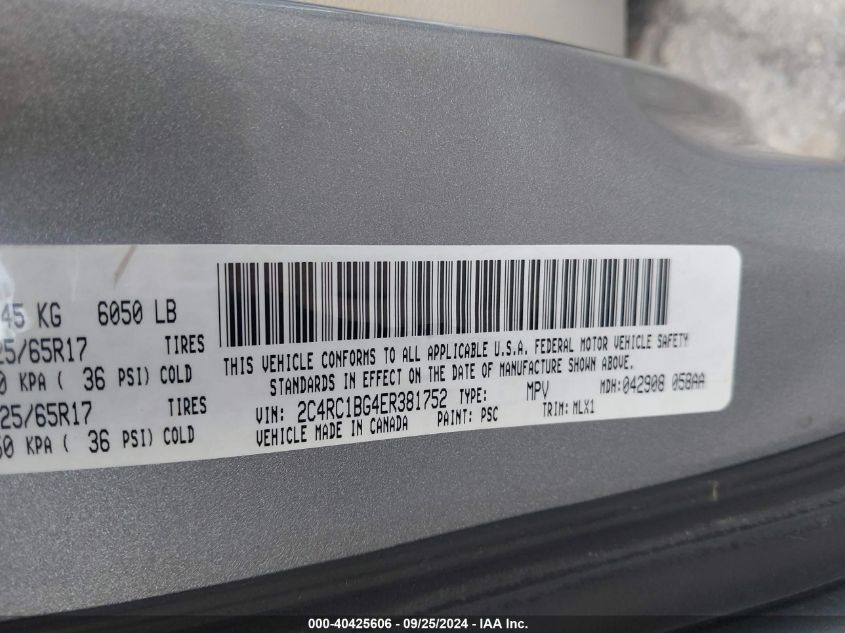 45 KG 6050 LB
25/65R17 TIRES
0 KPA ( 36 PSI) COLD
25/65R17 TIRES
50 KPA ( 36 PSI) COLD
THIS VEHICLE CONFORMS TO ALL APPLICABLE U.S.A. FEDERAL MOTOR VEHICLE SAFETY
STANDARDS IN EFFECT ON THE DATE OF MANUFACTURE SHOWN ABOVE.
VIN: 2C4RC1BG4ER381752 TYPE: MPV MDH:042908 058AA
VEHICLE MADE IN CANADA PAINT: PSC TRIM: MLX1
000-40425606 - 09/25/2024 - IAA Inc.